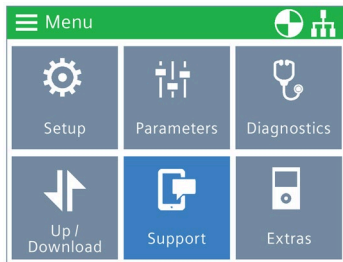 Menu
Setup
Parameters
Diagnostics
Up /
Download
Support
Extras